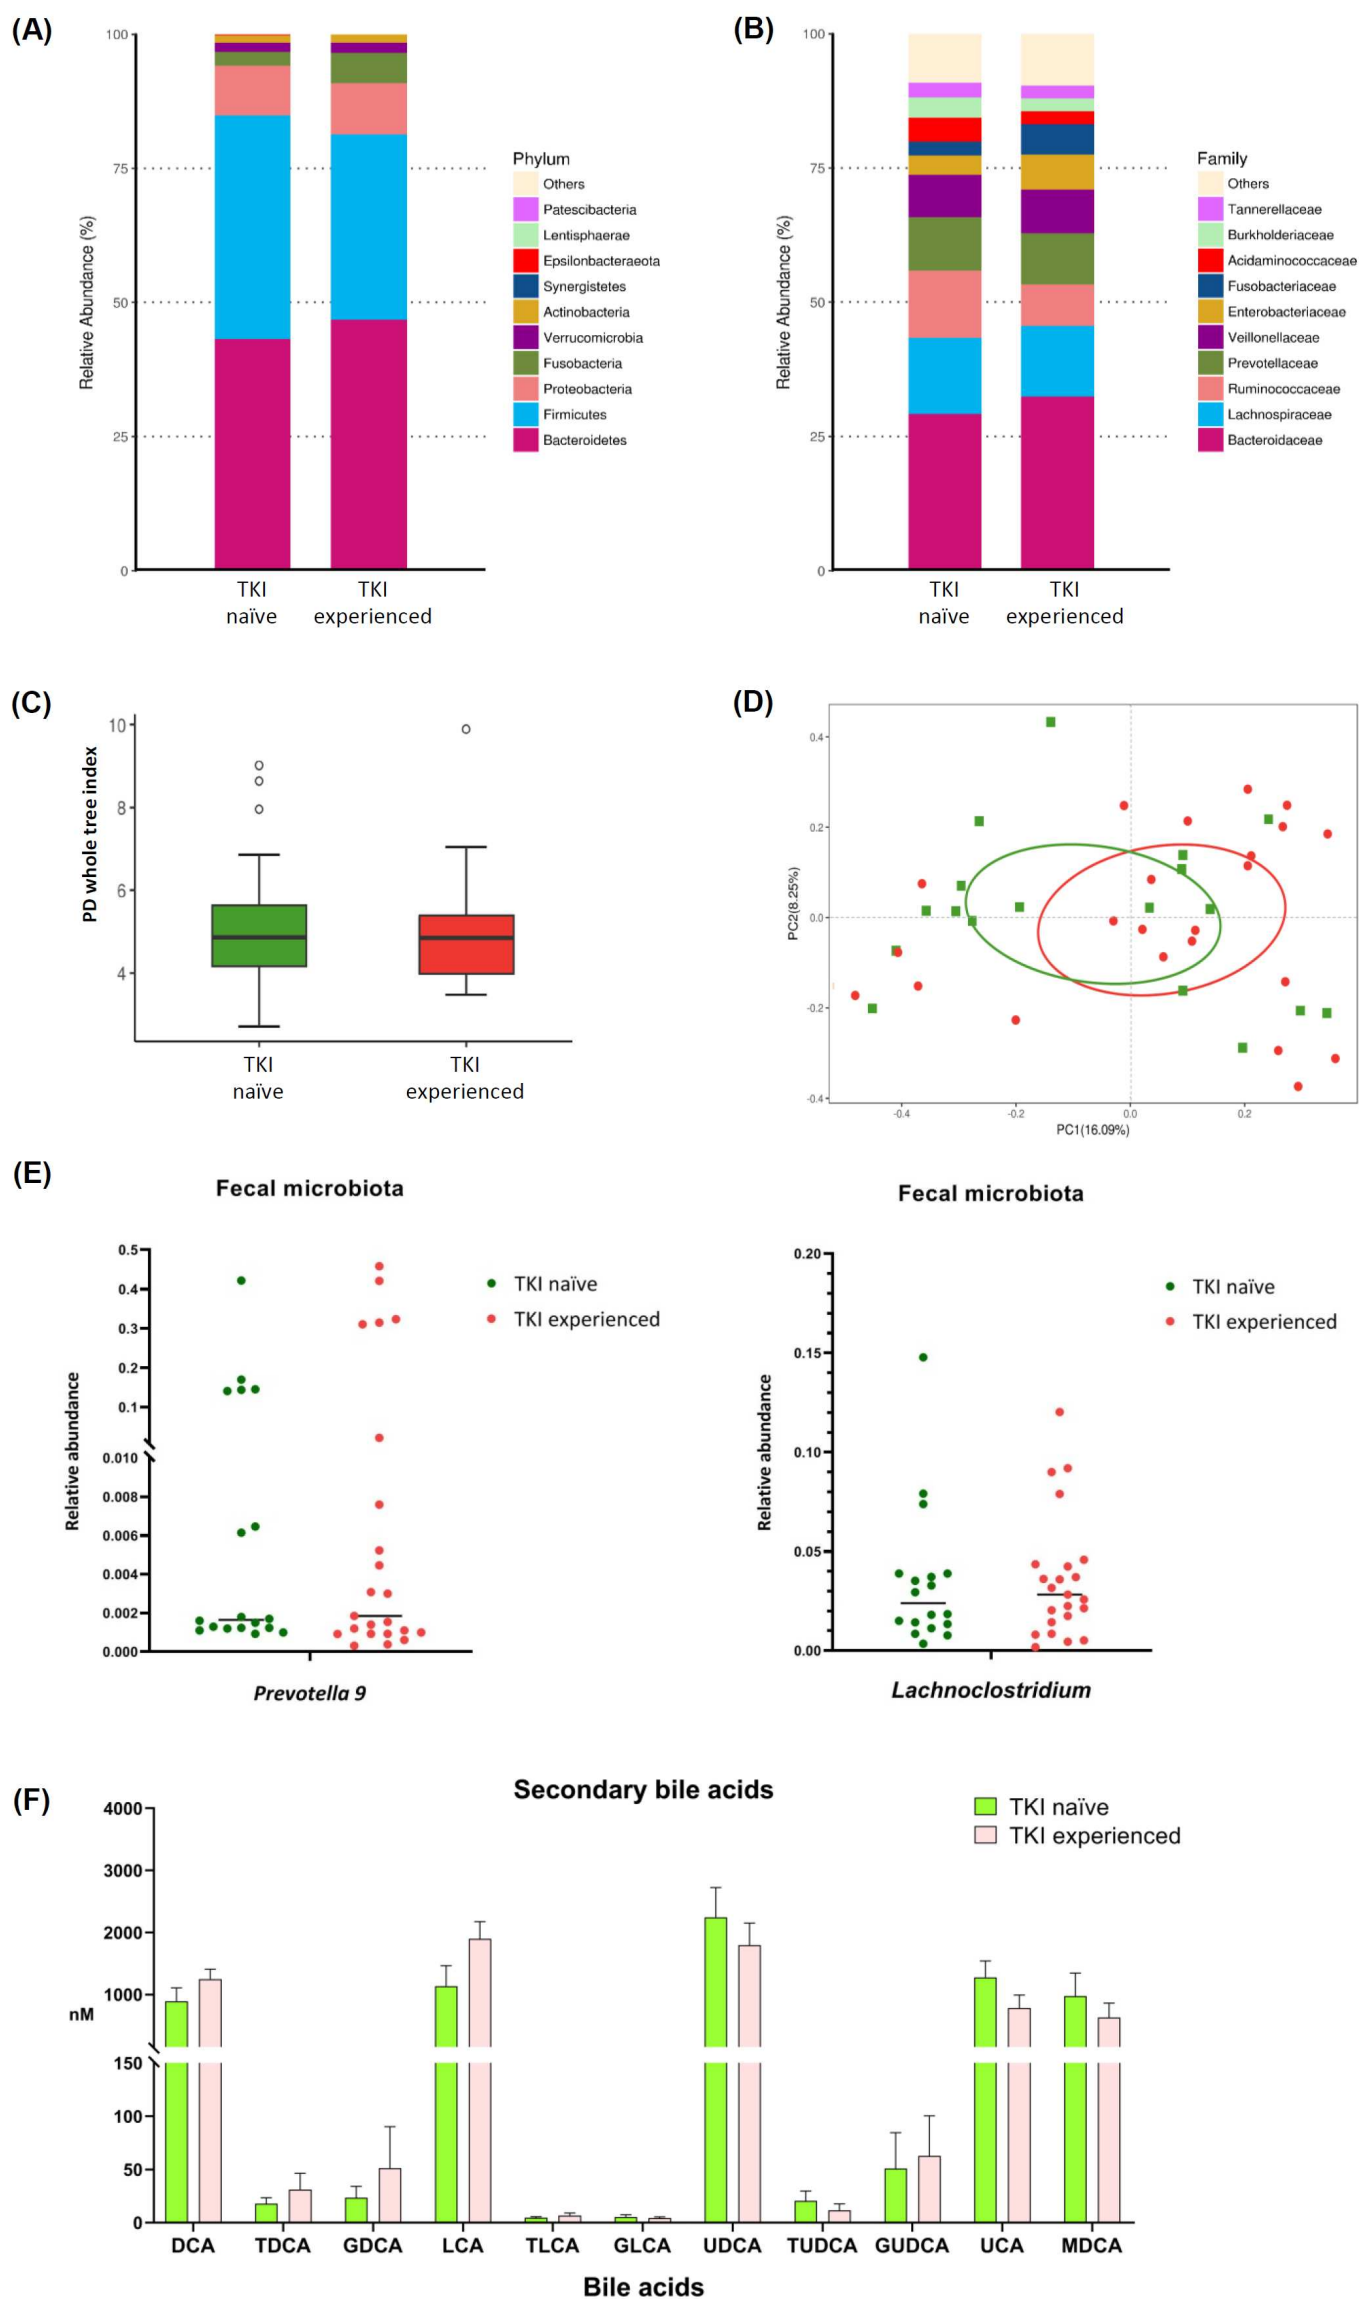 (A)
100
75
50
25
0
Relative Abundance (%)
TKI
naïve
TKI
experienced
Phylum
Others
Patescibacteria
Lentisphaerae
Epsilonbacteraeota
Synergistetes
Actinobacteria
Verrucomicrobia
Fusobacteria
Proteobacteria
Firmicutes
Bacteroidetes
(B)
100
75
50
25
0
Relative Abundance (%)
TKI
naïve
TKI
experienced
Family
Others
Tannerellaceae
Burkholderiaceae
Acidaminococcaceae
Fusobacteriaceae
Enterobacteriaceae
Veillonellaceae
Prevotellaceae
Ruminococcaceae
Lachnospiraceae
Bacteroidaceae
(C)
10
8
6
4
PD whole tree index
TKI
naïve
TKI
experienced
(D)
0.4
0.2
0.0
-0.2
-0.4
PC2(8.25%)
-0.4 -0.2 0.0 0.2
PC1(16.09%)
(E)
Fecal microbiota
0.5
0.4
0.3
0.2
0.1
0.010
0.008
0.006
0.004
0.002
0.000
Relative abundance
TKI naïve
TKI experienced
Prevotella 9
Fecal microbiota
0.20
0.15
0.10
0.05
0.00
Relative abundance
TKI naïve
TKI experienced
Lachnoclostridium
(F)
Secondary bile acids
TKI naïve
TKI experienced
4000
3000
2000
1000
150
100
50
0
nM
DCA TDCA GDCA LCA TLCA GLCA UDCA TUDCA GUDCA UCA MDCA
Bile acids